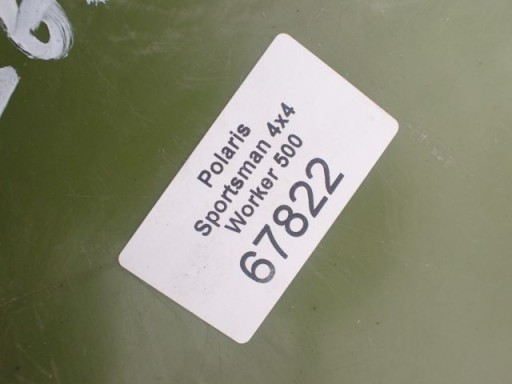 Polaris
Sportsman 4x4
Worker 500
67822